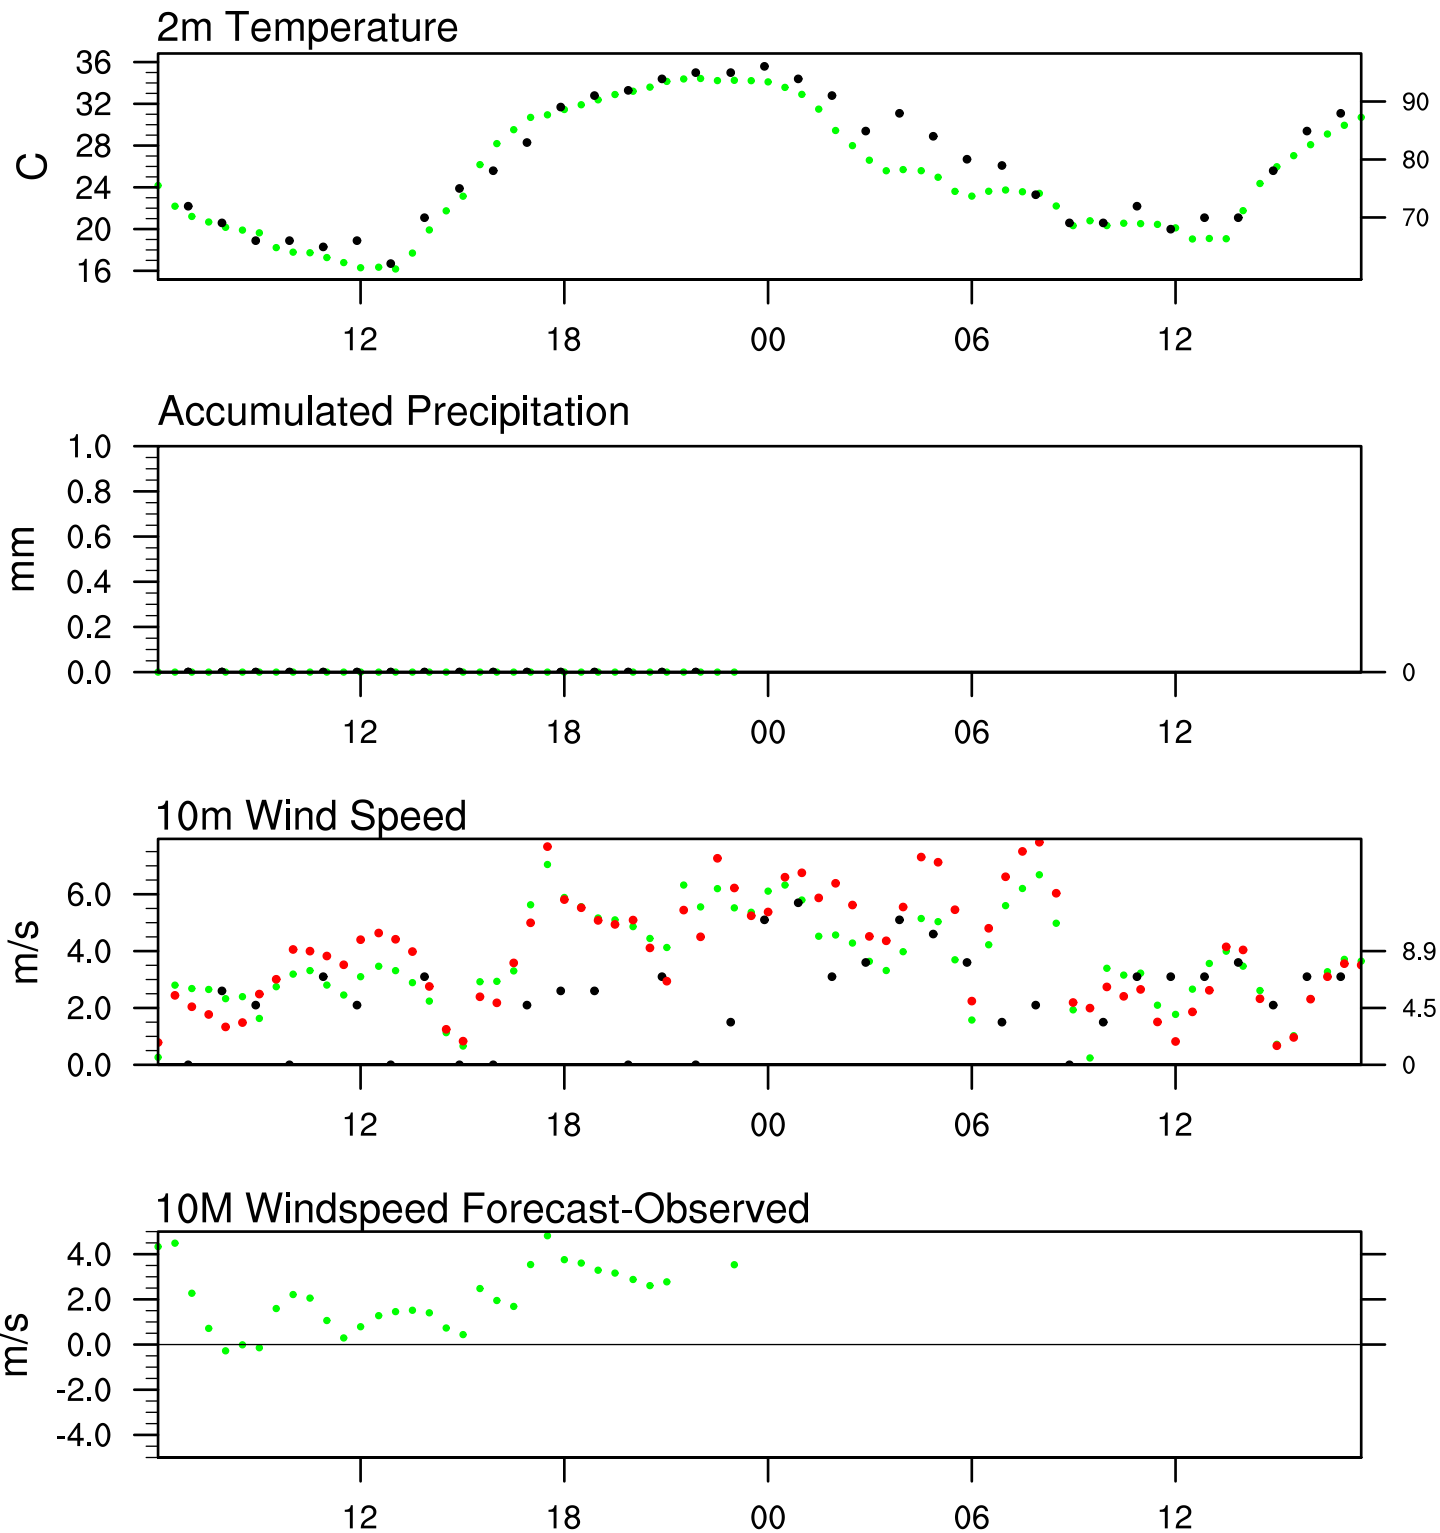 2m Temperature
C
36
32
28
24
20
16
90
80
70
12 18 00 06 12
Accumulated Precipitation
mm
1.0
0.8
0.6
0.4
0.2
0.0
0
12 18 00 06 12
10m Wind Speed
m/s
6.0
4.0
2.0
0.0
8.9
4.5
0
12 18 00 06 12
10M Windspeed Forecast-Observed
m/s
4.0
2.0
0.0
-2.0
-4.0
12 18 00 06 12